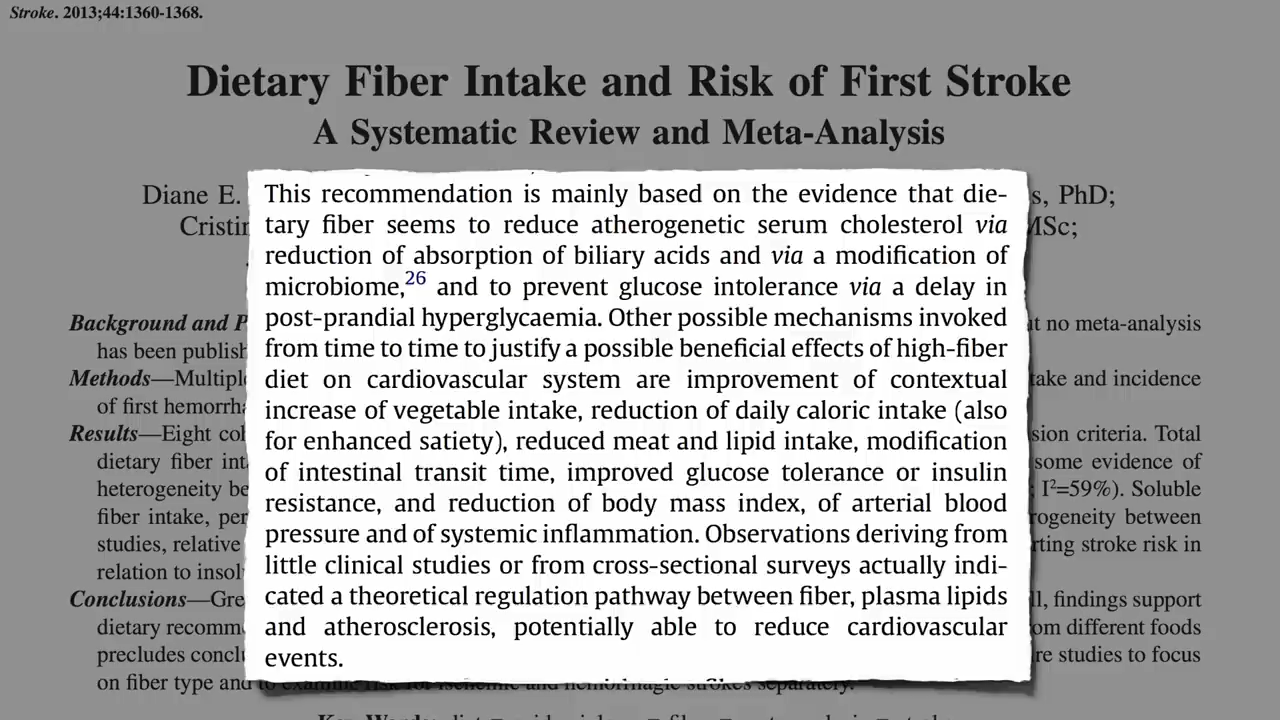 Stroke. 2013;44:1360-1368.
Dietary Fiber Intake and Risk of First Stroke
A Systematic Review and Meta-Analysis
Diane E. s, PhD;
Cristin MSc;
This recommendation is mainly based on the evidence that die-
tary fiber seems to reduce atherogenetic serum cholesterol via
reduction of absorption of biliary acids and via a modification of
microbiome,26 and to prevent glucose intolerance via a delay in
post-prandial hyperglycaemia. Other possible mechanisms invoked
from time to time to justify a possible beneficial effects of high-fiber
diet on cardiovascular system are improvement of contextual
increase of vegetable intake, reduction of daily caloric intake (also
for enhanced satiety), reduced meat and lipid intake, modification
of intestinal transit time, improved glucose tolerance or insulin
resistance, and reduction of body mass index, of arterial blood
pressure and of systemic inflammation. Observations deriving from
little clinical studies or from cross-sectional surveys actually indi-
cated a theoretical regulation pathway between fiber, plasma lipids
and atherosclerosis, potentially able to reduce cardiovascular
events.
Background and P t no meta-analysis
has been publish
Methods—Multipl take and incidence
of first hemorrha
Results—Eight col sion criteria. Total
dietary fiber int some evidence of
heterogeneity be I²=59%). Soluble
fiber intake, per rogeneity between
studies, relative rting stroke risk in
relation to insol
Conclusions—Gre ll, findings support
dietary recomm om different foods
precludes conclu re studies to focus
on fiber type and to examine risk for ischemic and hemorrhagic strokes separately.